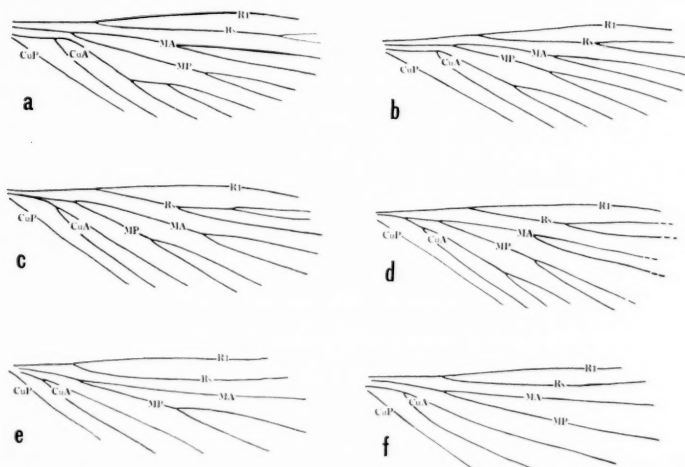 R1
Rs
MA
CuP CuA MP
a
R1
Rs
MA
MP
CuP CuA
b
R1
Rs
CuP CuA MP MA
c
R1
Rs
MA
CuP CuA MP
d
R1
Rs
CuP CuA MA
MP
e
R1
Rs
MA
CuA
CuP MP
f